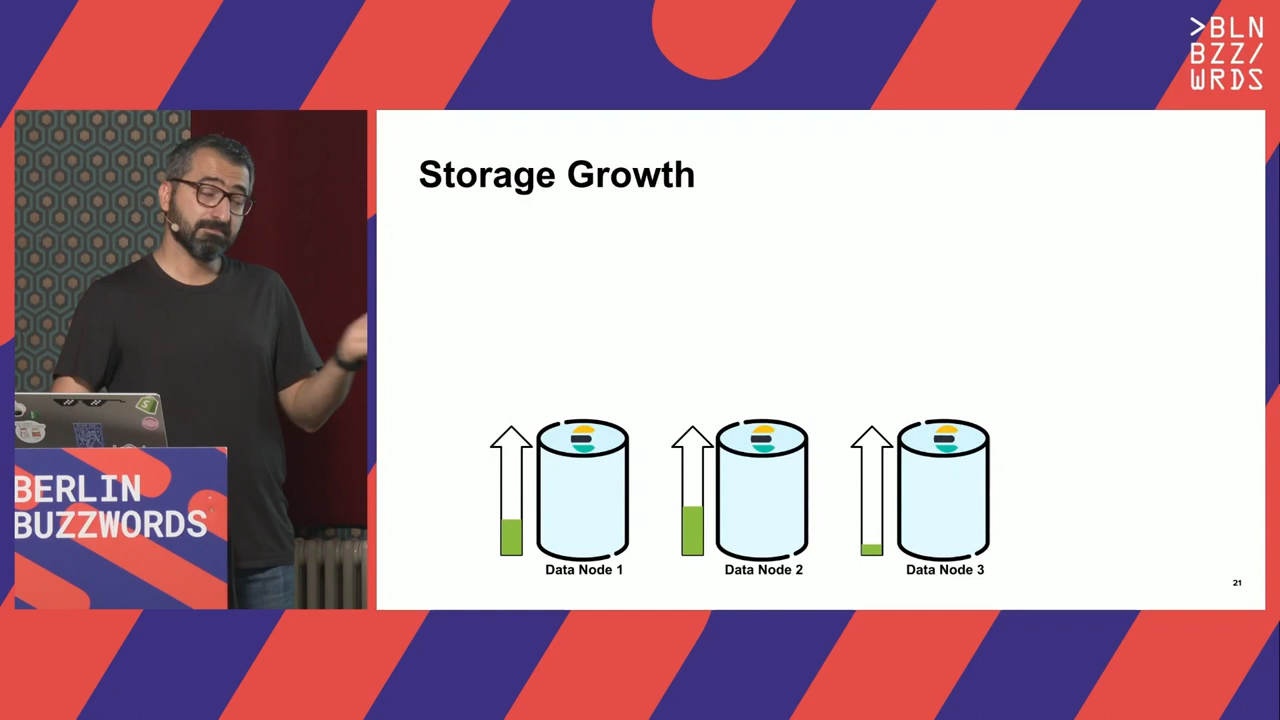 >BLN
BZZ/
WRDS
Storage Growth
BERLIN
BUZZWORDS
Data Node 1
Data Node 2
Data Node 3
21